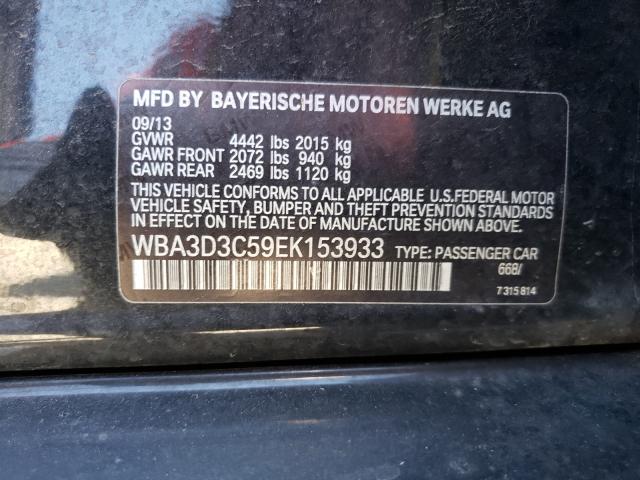 MFD BY BAYERISCHE MOTOREN WERKE AG
09/13
GVWR 4442 lbs 2015 kg
GAWR FRONT 2072 lbs 940 kg
GAWR REAR 2469 lbs 1120 kg
THIS VEHICLE CONFORMS TO ALL APPLICABLE U.S.FEDERAL MOTOR
VEHICLE SAFETY, BUMPER AND THEFT PREVENTION STANDARDS
IN EFFECT ON THE DATE OF MANUFACTURE SHOWN ABOVE.
WBA3D3C59EK153933 TYPE: PASSENGER CAR
668/
7315814